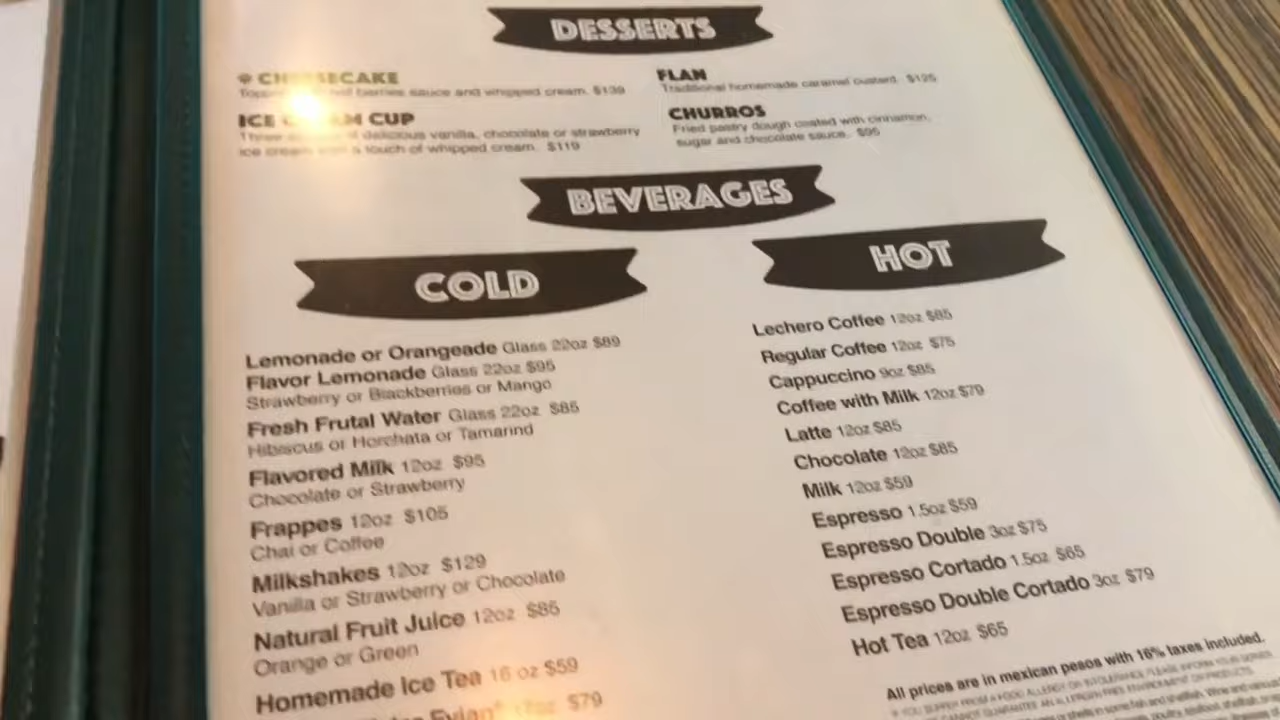 DESSERTS
CHEESECAKE
berries sauce and whipped cream. $139
ICE CREAM CUP
delicious vanilla, chocolate or strawberry
ice cream a touch of whipped cream. $119
FLAN
Traditional homemade caramel custard. $125
CHURROS
Fried pastry dough coated with cinnamon,
sugar and chocolate sauce. $95
BEVERAGES
COLD
Lemonade or Orangeade Glass 22oz $89
Flavor Lemonade Glass 22oz $95
Strawberry or Blackberries or Mango
Fresh Frutal Water Glass 22oz $85
Hibiscus or Horchata or Tamarind
Flavored Milk 12oz $95
Chocolate or Strawberry
Frappes 12oz $105
Chai or Coffee
Milkshakes 12oz $129
Vanilla or Strawberry or Chocolate
Natural Fruit Juice 12oz $85
Orange or Green
Homemade Ice Tea 16 oz $59
Evian $79
HOT
Lechero Coffee 12oz $85
Regular Coffee 12oz $75
Cappuccino 9oz $85
Coffee with Milk 12oz $79
Latte 12oz $85
Chocolate 12oz $85
Milk 12oz $59
Espresso 1.5oz $59
Espresso Double 3oz $75
Espresso Cortado 1.5oz $65
Espresso Double Cortado 3oz $79
Hot Tea 12oz $65
All prices are in mexican pesos with 16% taxes included.